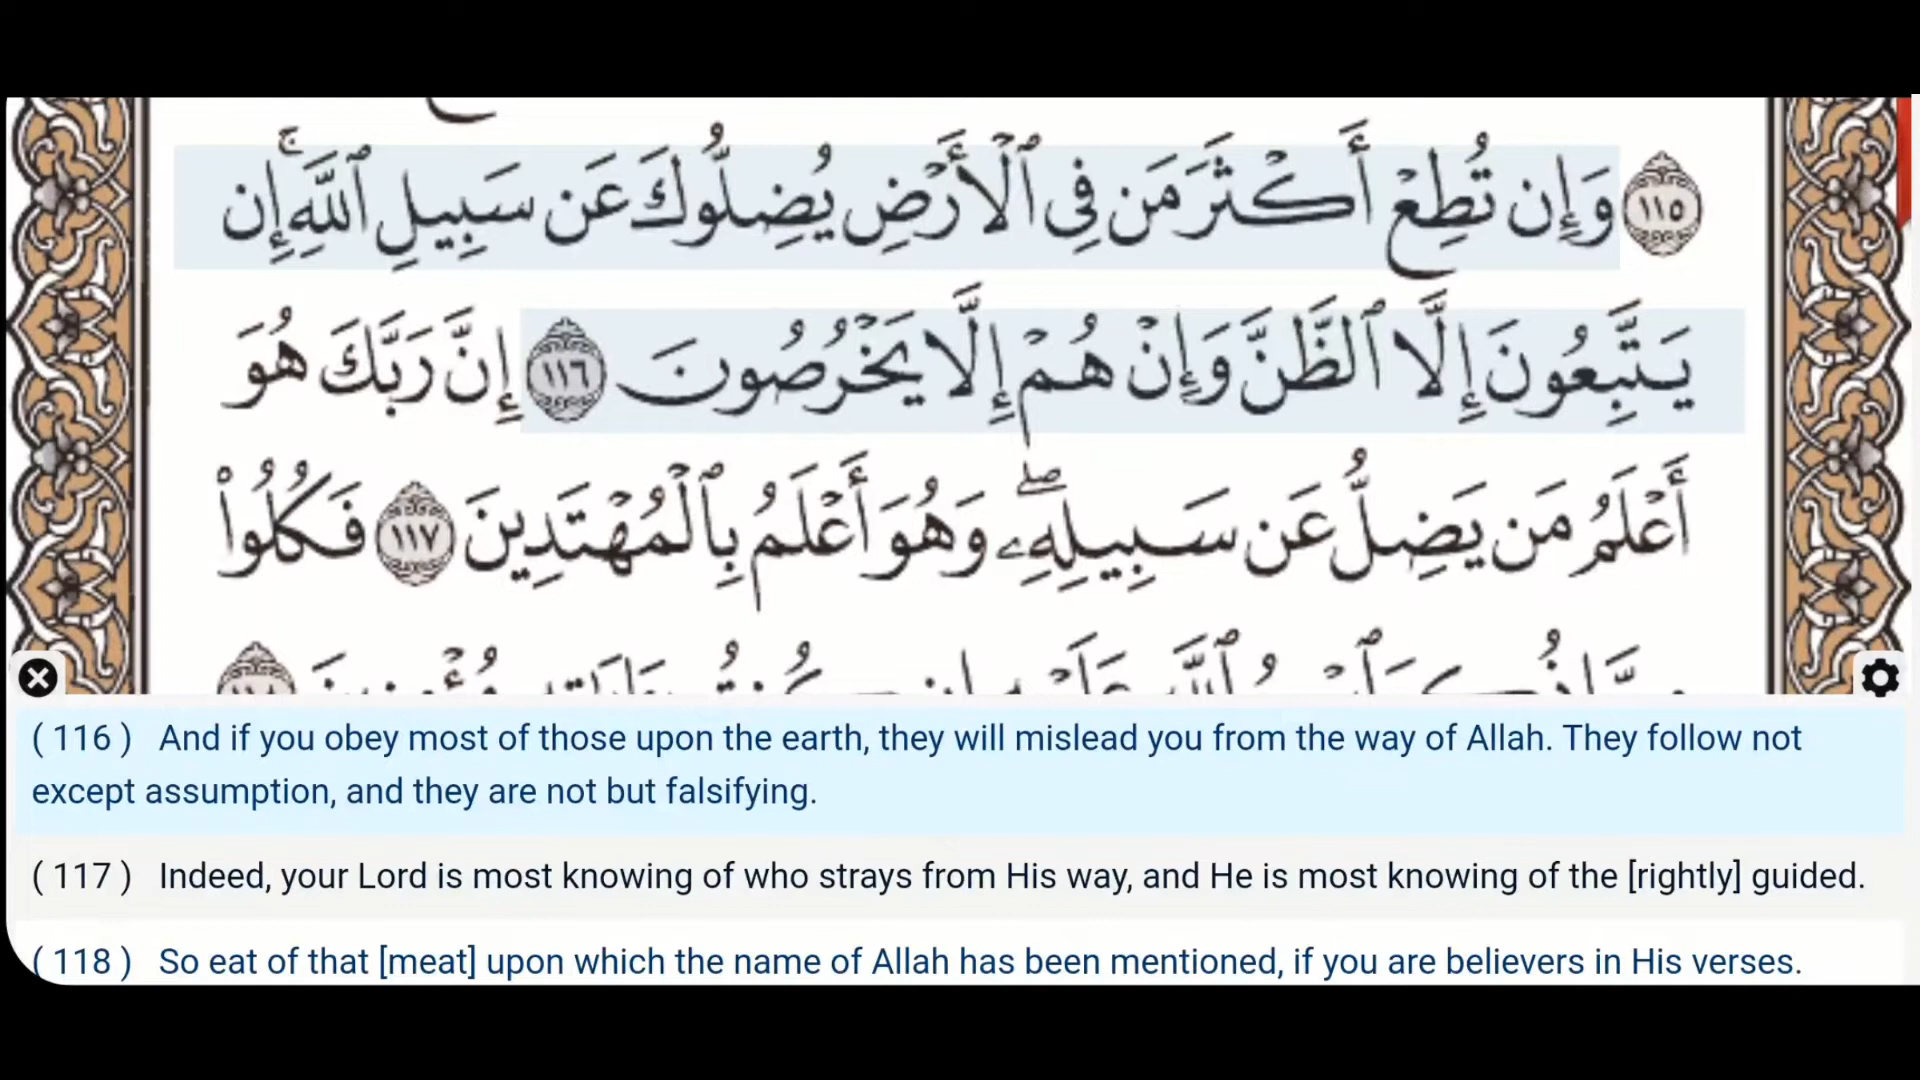 ١١٥ وَإِن تُطِعْ أَكْثَرَ مَن فِى ٱلْأَرْضِ يُضِلُّوكَ عَن سَبِيلِ ٱللَّهِ ۚ إِن
يَتَّبِعُونَ إِلَّا ٱلظَّنَّ وَإِنْ هُمْ إِلَّا يَخْرُصُونَ ١١٦ إِنَّ رَبَّكَ هُوَ
أَعْلَمُ مَن يَضِلُّ عَن سَبِيلِهِۦ ۖ وَهُوَ أَعْلَمُ بِٱلْمُهْتَدِينَ ١١٧ فَكُلُوا۟
( 116 ) And if you obey most of those upon the earth, they will mislead you from the way of Allah. They follow not
except assumption, and they are not but falsifying.
( 117 ) Indeed, your Lord is most knowing of who strays from His way, and He is most knowing of the [rightly] guided.
( 118 ) So eat of that [meat] upon which the name of Allah has been mentioned, if you are believers in His verses.